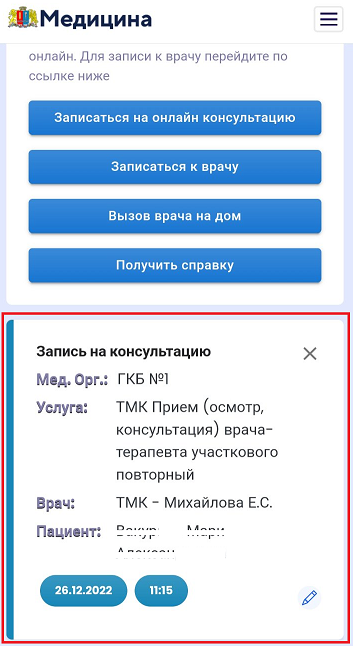 Медицина
онлайн. Для записи к врачу перейдите по
ссылке ниже
Записаться на онлайн консультацию
Записаться к врачу
Вызов врача на дом
Получить справку
Запись на консультацию
Мед. Орг.: ГКБ №1
Услуга: ТМК Прием (осмотр,
консультация) врача-
терапевта участкового
повторный
Врач: ТМК - Михайлова Е.С.
Пациент:
26.12.2022 11:15